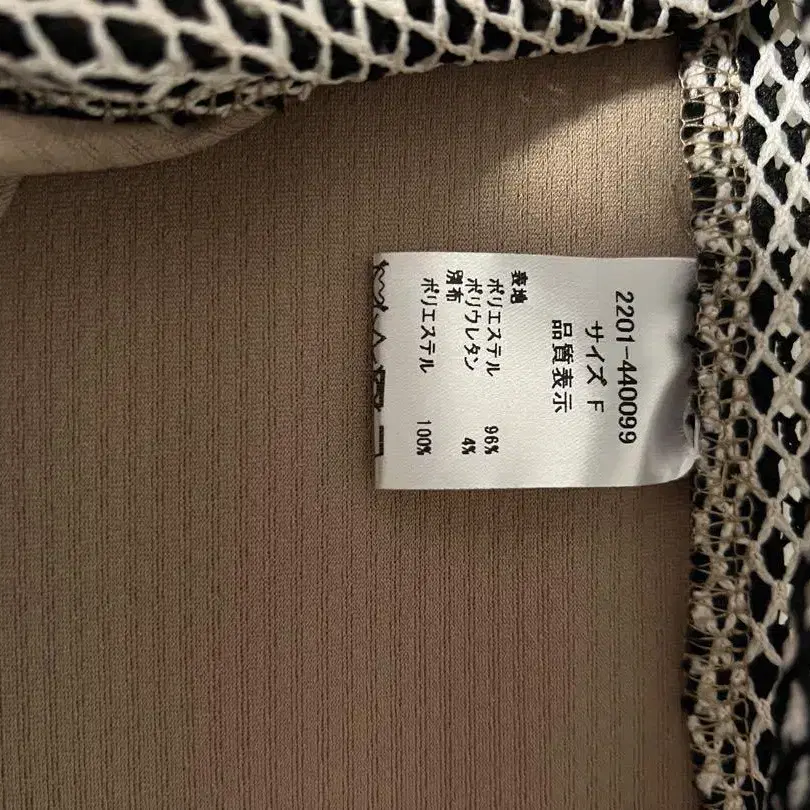 2201-440099
サイズ F
品質表示
表地
ポリエステル 96%
ポリウレタン 4%
別布
ポリエステル 100%